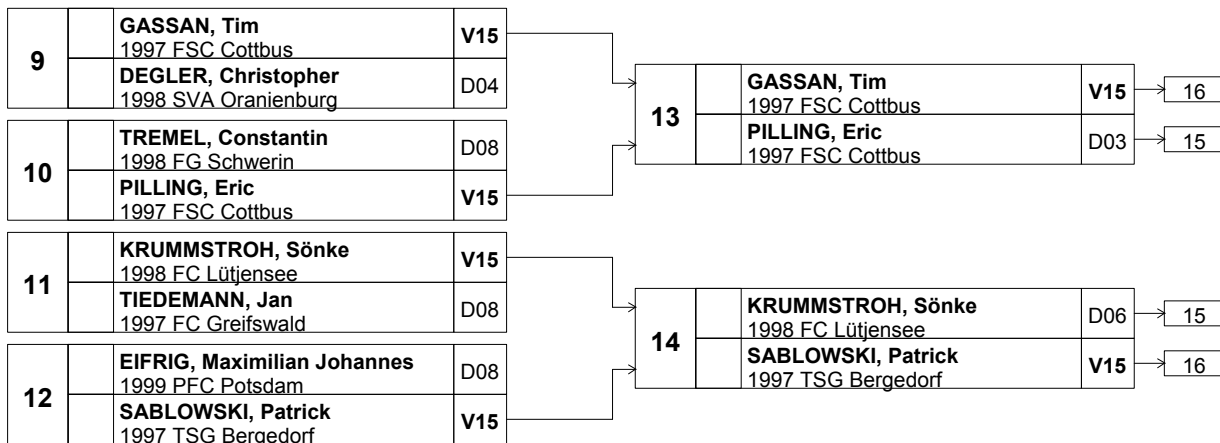 9
GASSAN, Tim
1997 FSC Cottbus
V15
DEGLER, Christopher
1998 SVA Oranienburg
D04
10
TREMEL, Constantin
1998 FG Schwerin
D08
PILLING, Eric
1997 FSC Cottbus
V15
11
KRUMMSTROH, Sönke
1998 FC Lütjensee
V15
TIEDEMANN, Jan
1997 FC Greifswald
D08
12
EIFRIG, Maximilian Johannes
1999 PFC Potsdam
D08
SABLOWSKI, Patrick
1997 TSG Bergedorf
V15
13
GASSAN, Tim
1997 FSC Cottbus
V15
16
PILLING, Eric
1997 FSC Cottbus
D03
15
14
KRUMMSTROH, Sönke
1998 FC Lütjensee
D06
15
SABLOWSKI, Patrick
1997 TSG Bergedorf
V15
16